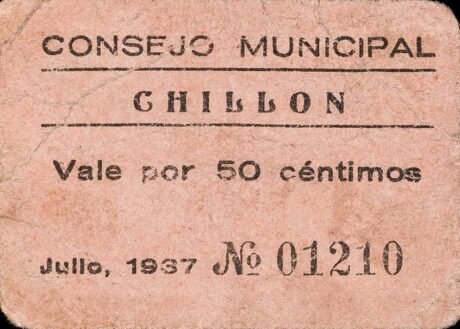 CONSEJO MUNICIPAL
CHILLON
Vale por 50 céntimos
Julio, 1937 Nº 01210